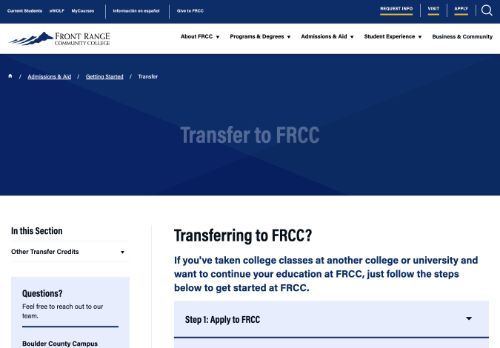 Current Students eWOLF MyCourses Información en español Give to FRCC REQUEST INFO VISIT APPLY
FRONT RANGE
COMMUNITY COLLEGE
About FRCC Programs & Degrees Admissions & Aid Student Experience Business & Community
/ Admissions & Aid / Getting Started / Transfer
Transfer to FRCC
In this Section
Other Transfer Credits
Questions?
Feel free to reach out to our
team.
Boulder County Campus
Transferring to FRCC?
If you've taken college classes at another college or university and
want to continue your education at FRCC, just follow the steps
below to get started at FRCC.
Step 1: Apply to FRCC